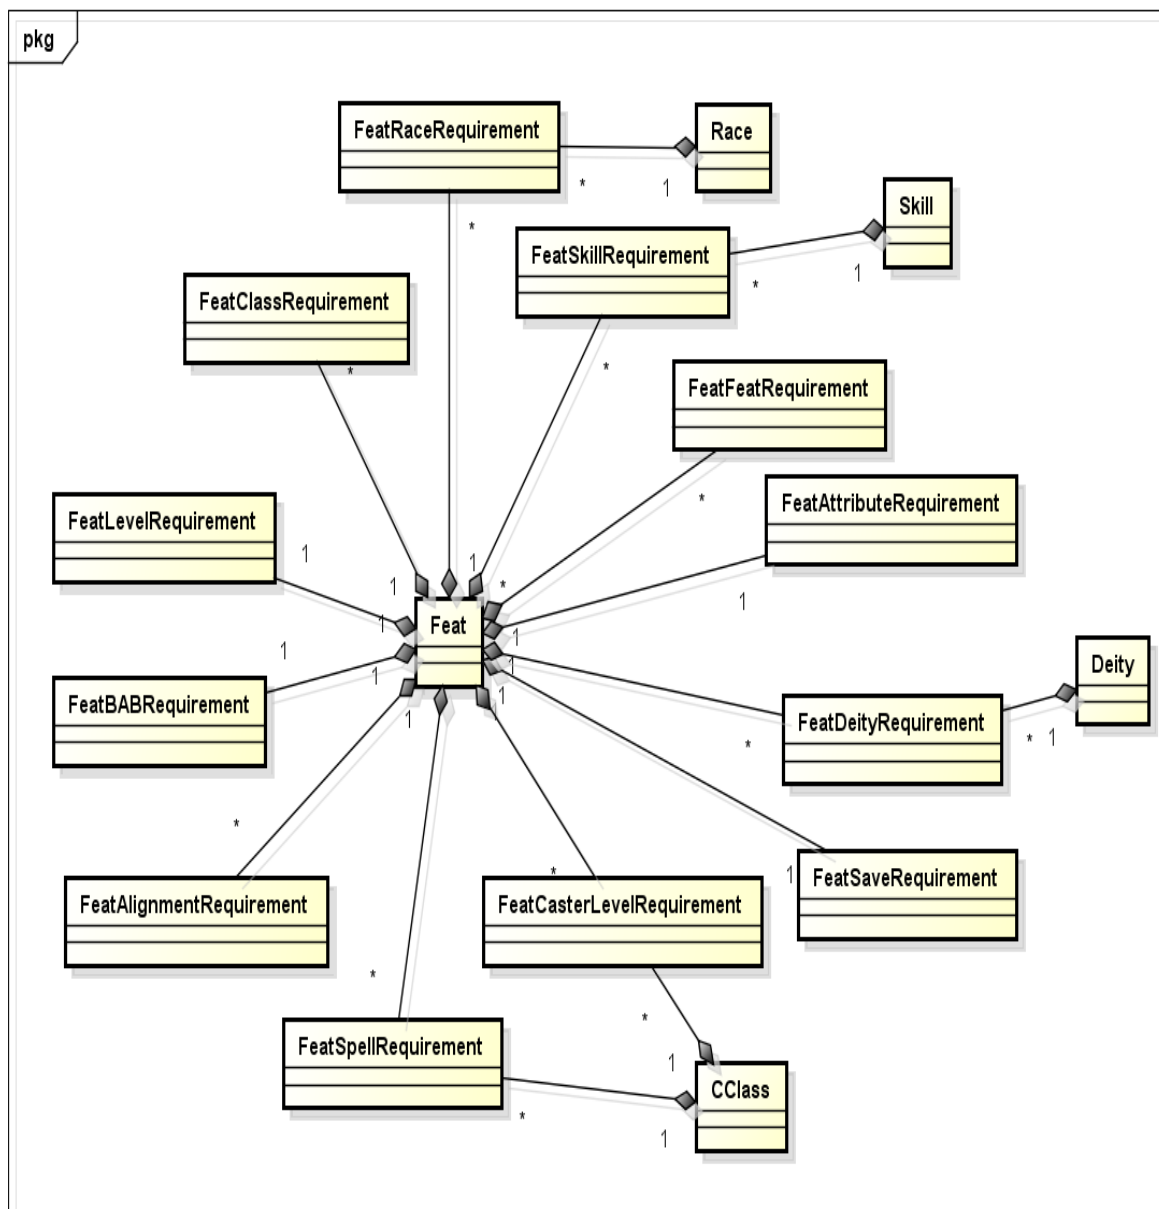 pkg
FeatRaceRequirement
Race
*
1
Skill
*
FeatSkillRequirement
*
1
FeatClassRequirement
*
*
FeatFeatRequirement
*
FeatAttributeRequirement
FeatLevelRequirement
1
1
1
*
1
Feat
1
1
1
1
1
1
1
1
Deity
FeatBABRequirement
FeatDeityRequirement
*
*
1
*
*
1
FeatSaveRequirement
FeatAlignmentRequirement
FeatCasterLevelRequirement
*
*
FeatSpellRequirement
1
CClass
*
1